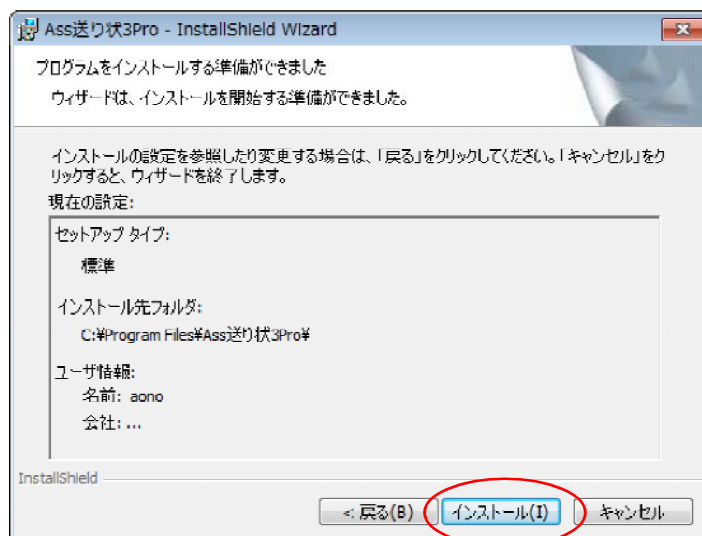 Ass送り状3Pro - InstallShield Wizard
プログラムをインストールする準備ができました
ウィザードは、インストールを開始する準備ができました。
インストールの設定を参照したり変更する場合は、「戻る」をクリックしてください。「キャンセル」をク
リックすると、ウィザードを終了します。
現在の設定:
セットアップ タイプ:
標準
インストール先フォルダ:
C:¥Program Files¥Ass送り状3Pro¥
ユーザ情報:
名前: aono
会社: ...
InstallShield
< 戻る(B) インストール(I) キャンセル